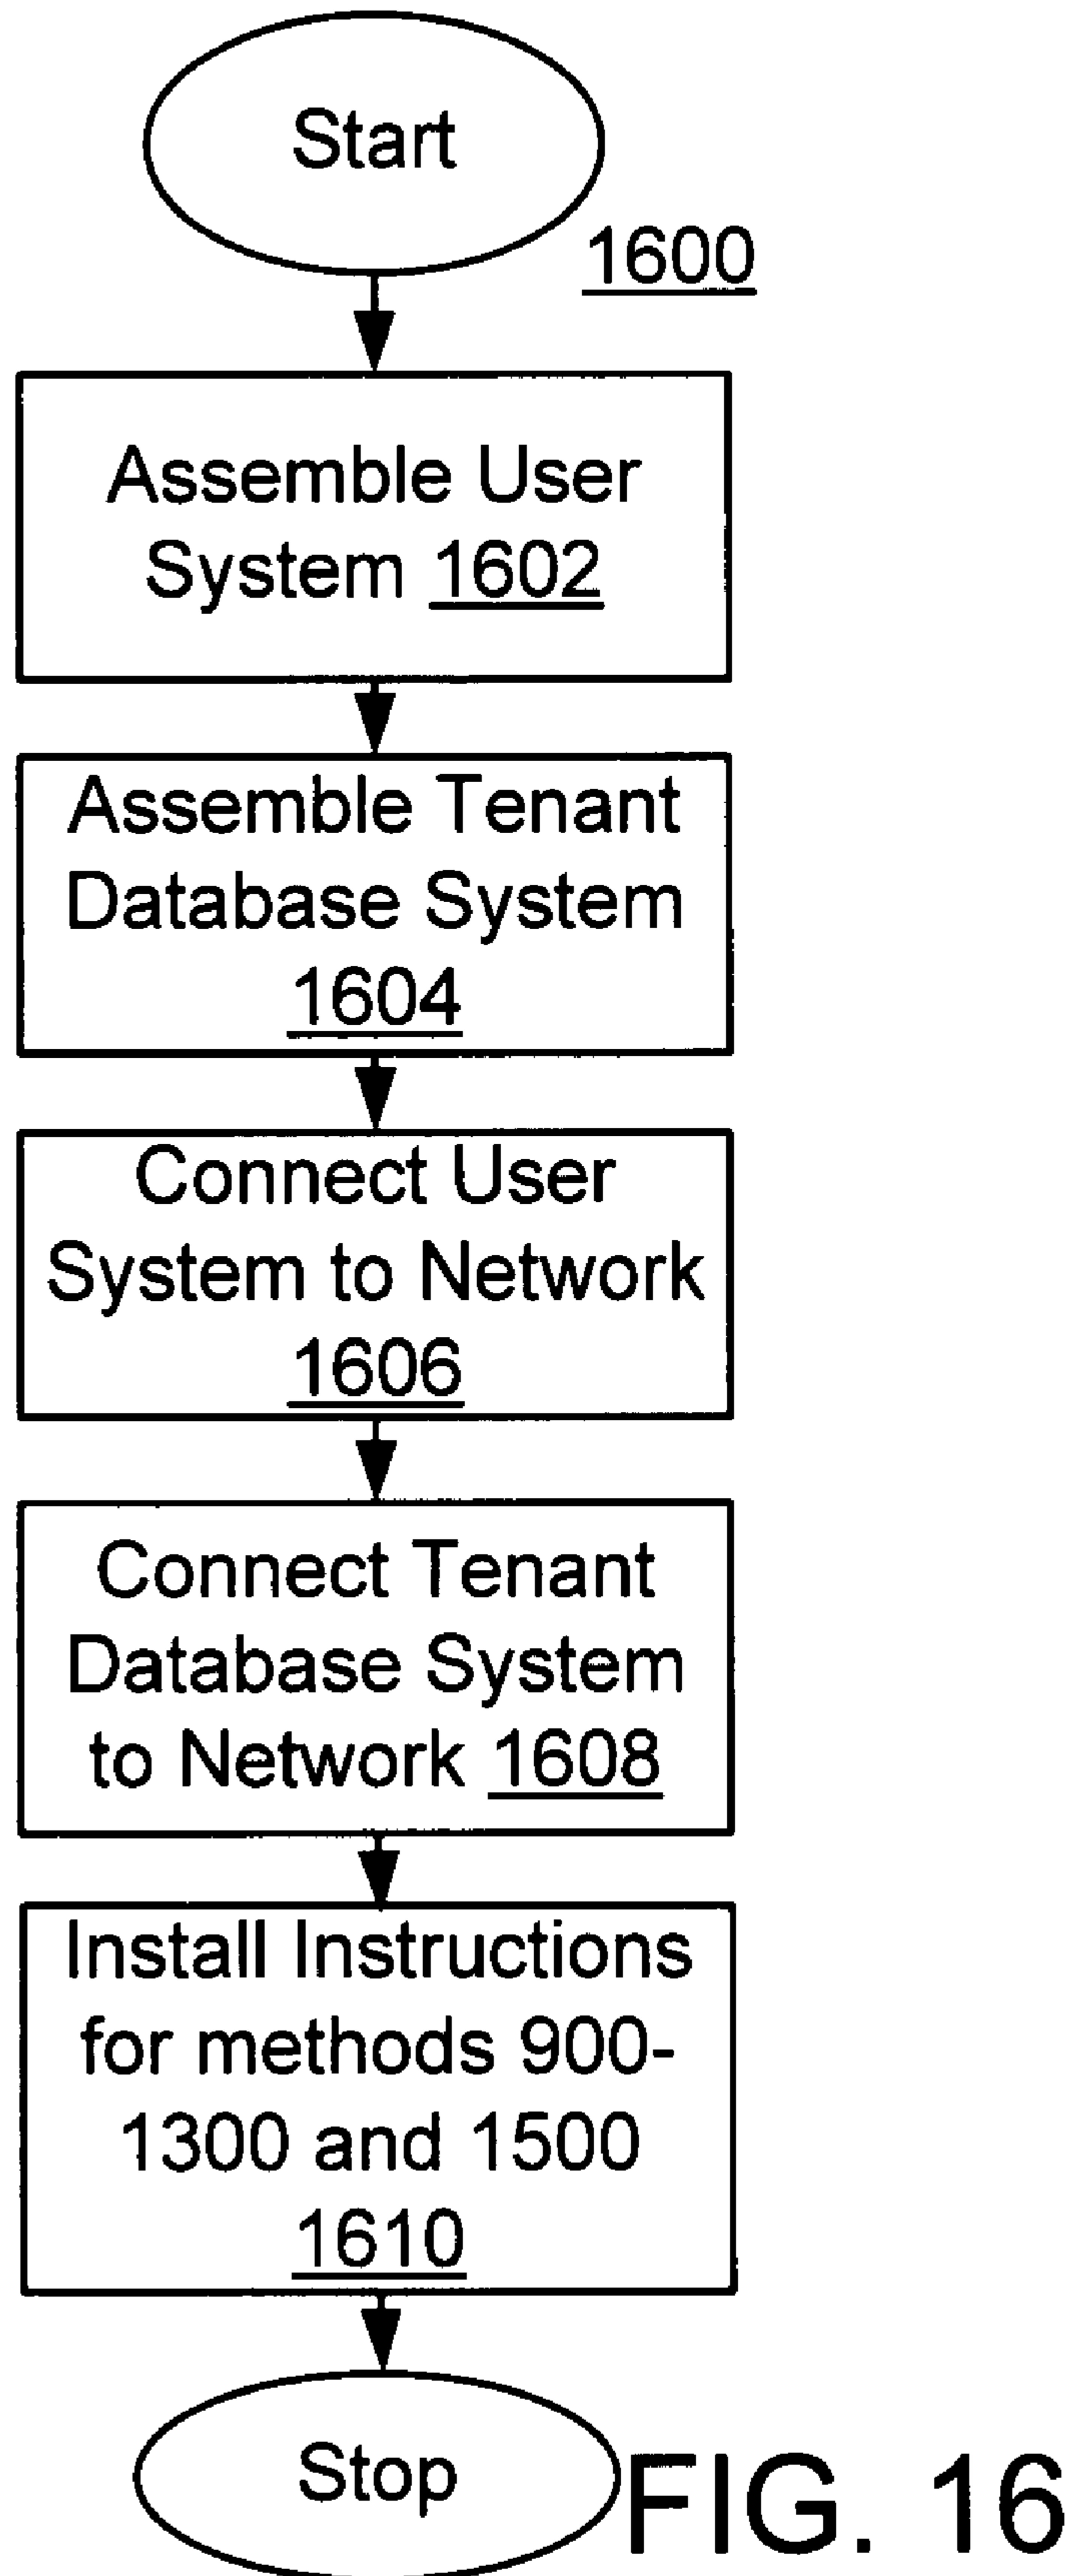 Start
1600
Assemble User
System 1602
Assemble Tenant
Database System
1604
Connect User
System to Network
1606
Connect Tenant
Database System
to Network 1608
Install Instructions
for methods 900-
1300 and 1500
1610
Stop
FIG. 16